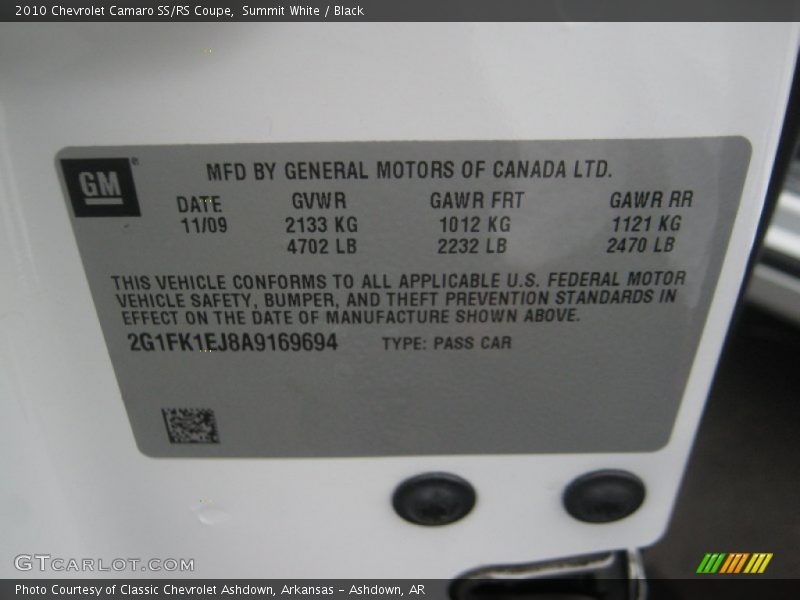 2010 Chevrolet Camaro SS/RS Coupe,  Summit White / Black
GM
MFD BY GENERAL MOTORS OF CANADA LTD.
DATE GVWR GAWR FRT GAWR RR
11/09 2133 KG 1012 KG 1121 KG
4702 LB 2232 LB 2470 LB
THIS VEHICLE CONFORMS TO ALL APPLICABLE U.S. FEDERAL MOTOR
VEHICLE SAFETY, BUMPER, AND THEFT PREVENTION STANDARDS IN
EFFECT ON THE DATE OF MANUFACTURE SHOWN ABOVE.
2G1FK1EJ8A9169694 TYPE: PASS CAR
GTCARLOT.COM
Photo Courtesy of Classic Chevrolet Ashdown, Arkansas - Ashdown, AR